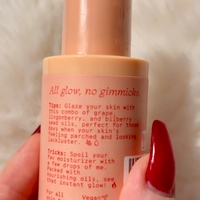 All glow, no gimmicks.
Tips: Glaze your skin with
this combo of grape,
lingonberry, and bilberry
seed oils, perfect for those
days when your skin's
feeling parched and looking
lackluster.
Tricks: Spoil your
fav moisturizer with
a few drops of me.
Packed with
nourishing oils, see
that instant glow!
For all
Vegan